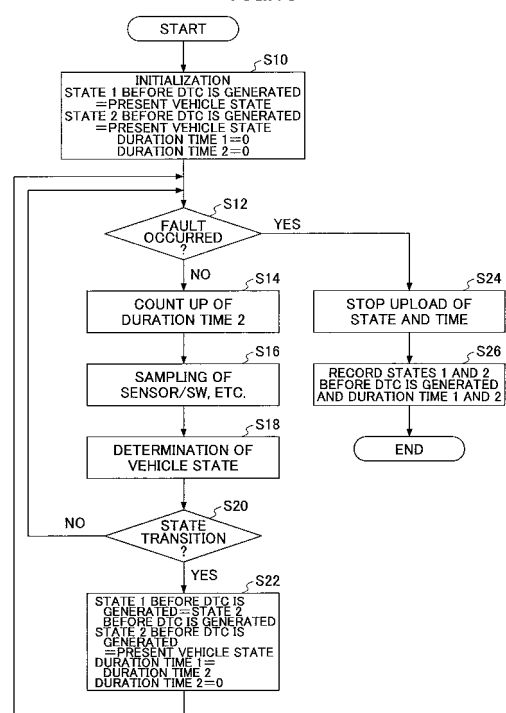 START
S10
INITIALIZATION
STATE 1 BEFORE DTC IS GENERATED
=PRESENT VEHICLE STATE
STATE 2 BEFORE DTC IS GENERATED
=PRESENT VEHICLE STATE
DURATION TIME 1=0
DURATION TIME 2=0
S12
FAULT
OCCURRED
?
YES
NO
S14
COUNT UP OF
DURATION TIME 2
S24
STOP UPLOAD OF
STATE AND TIME
S16
SAMPLING OF
SENSOR/SW, ETC.
S26
RECORD STATES 1 AND 2
BEFORE DTC IS GENERATED
AND DURATION TIME 1 AND 2
S18
DETERMINATION OF
VEHICLE STATE
END
S20
STATE
TRANSITION
?
NO
YES
S22
STATE 1 BEFORE DTC IS
GENERATED=STATE 2
BEFORE DTC IS GENERATED
STATE 2 BEFORE DTC IS
GENERATED
=PRESENT VEHICLE STATE
DURATION TIME 1=
DURATION TIME 2
DURATION TIME 2=0